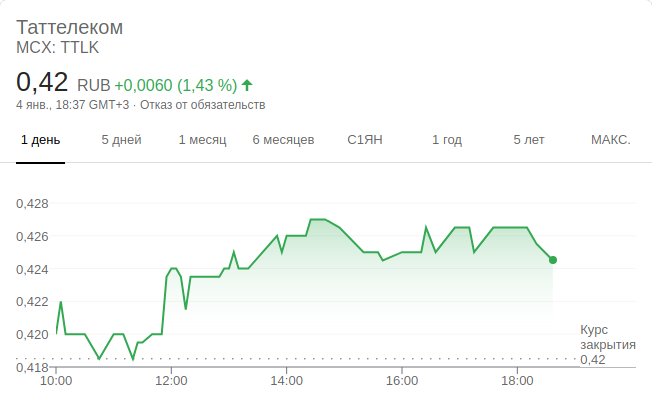 Таттелеком
MCX: TTLK
0,42 RUB +0,0060 (1,43 %)
4 янв., 18:37 GMT+3 · Отказ от обязательств
1 день 5 дней 1 месяц 6 месяцев С1ЯН 1 год 5 лет МАКС.
0,428
0,426
0,424
0,422
0,420
0,418
Курс
закрытия
0,42
10:00 12:00 14:00 16:00 18:00